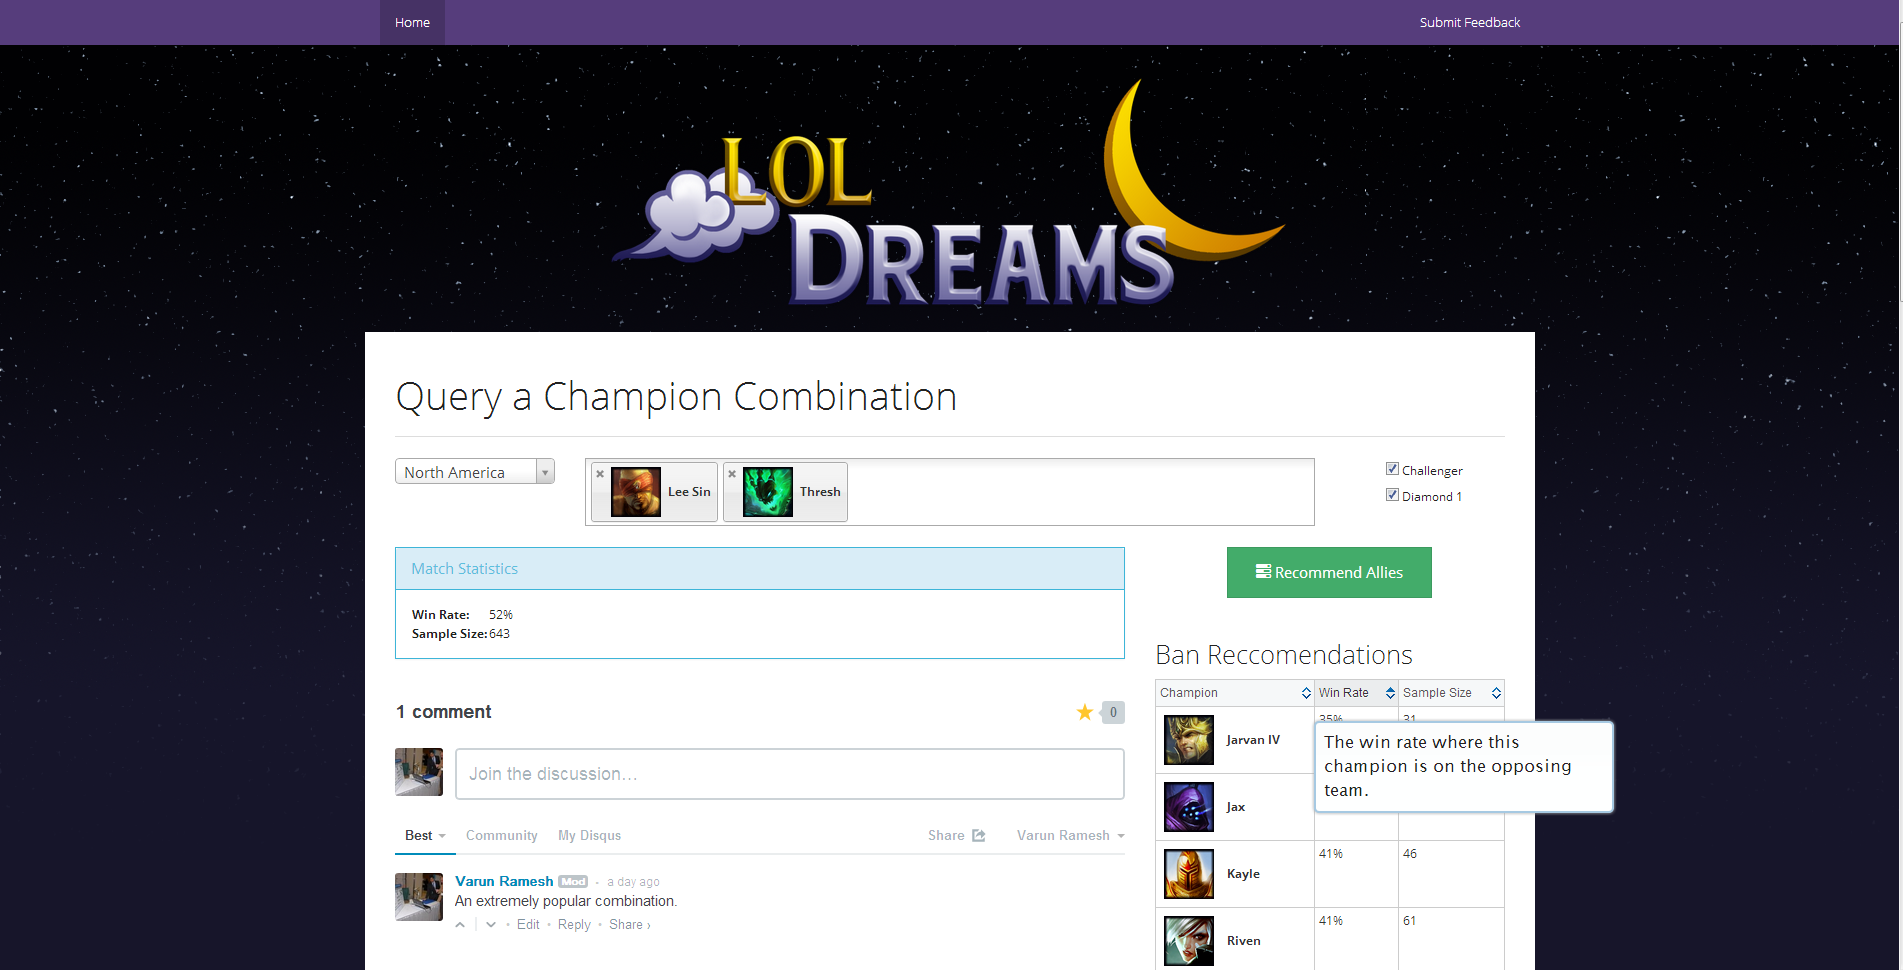 Home
Submit Feedback
LOL
DREAMS
Query a Champion Combination
North America
Lee Sin
Thresh
Challenger
Diamond 1
Match Statistics
Win Rate: 52%
Sample Size: 643
Recommend Allies
Ban Reccomendations
Champion Win Rate Sample Size
Jarvan IV 35% 31
The win rate where this
champion is on the opposing
team.
Jax
Kayle 41% 46
Riven 41% 61
1 comment
0
Join the discussion...
Best Community My Disqus Share Varun Ramesh
Varun Ramesh Mod - a day ago
An extremely popular combination.
• Edit • Reply • Share ›